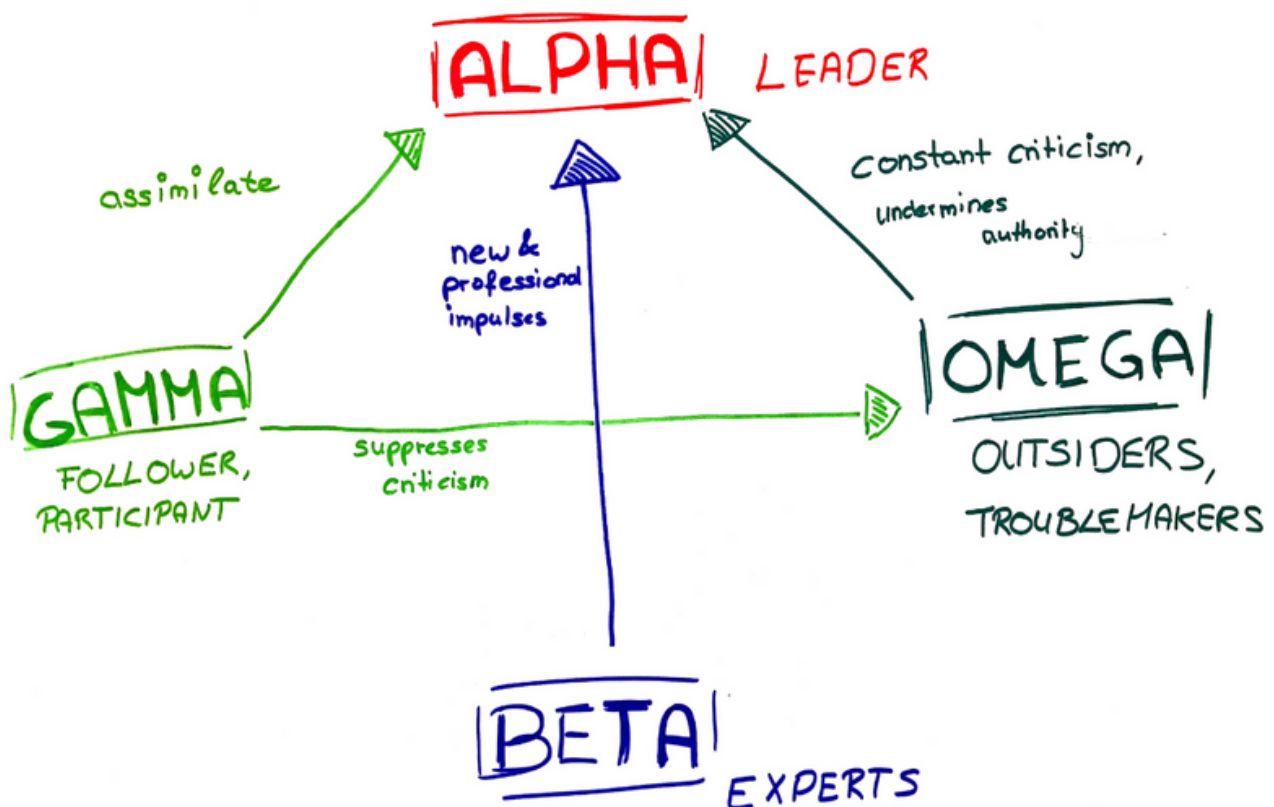 ALPHA
LEADER
assimilate
constant criticism,
undermines
authority
new &
professional
impulses
GAMMA
FOLLOWER,
PARTICIPANT
suppresses
criticism
OMEGA
OUTSIDERS,
TROUBLEMAKERS
BETA
EXPERTS